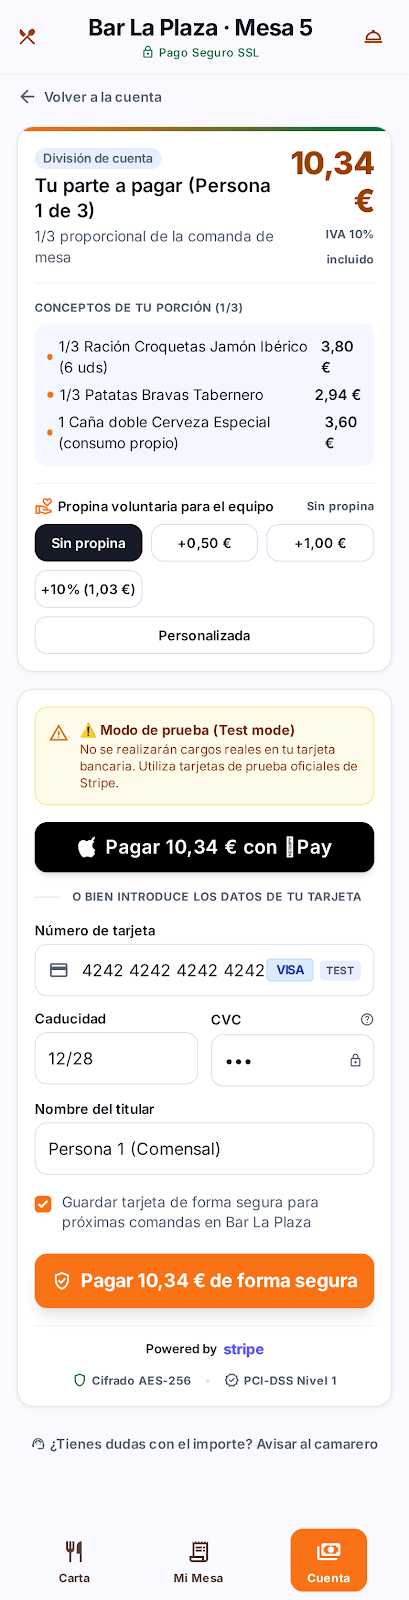 Bar La Plaza · Mesa 5
Pago Seguro SSL
Volver a la cuenta
División de cuenta
10,34
€
Tu parte a pagar (Persona
1 de 3)
1/3 proporcional de la comanda de
mesa
IVA 10%
incluido
CONCEPTOS DE TU PORCIÓN (1/3)
1/3 Ración Croquetas Jamón Ibérico
(6 uds)
3,80
€
1/3 Patatas Bravas Tabernero
2,94 €
1 Caña doble Cerveza Especial
(consumo propio)
3,60
€
Propina voluntaria para el equipo
Sin propina
Sin propina
+0,50 €
+1,00 €
+10% (1,03 €)
Personalizada
⚠️ Modo de prueba (Test mode)
No se realizarán cargos reales en tu tarjeta
bancaria. Utiliza tarjetas de prueba oficiales de
Stripe.
Pagar 10,34 € con Pay
O BIEN INTRODUCE LOS DATOS DE TU TARJETA
Número de tarjeta
4242 4242 4242 4242
VISA
TEST
Caducidad
CVC
12/28
•••
Nombre del titular
Persona 1 (Comensal)
Guardar tarjeta de forma segura para
próximas comandas en Bar La Plaza
Pagar 10,34 € de forma segura
Powered by stripe
Cifrado AES-256
PCI-DSS Nivel 1
¿Tienes dudas con el importe? Avisar al camarero
Carta
Mi Mesa
Cuenta